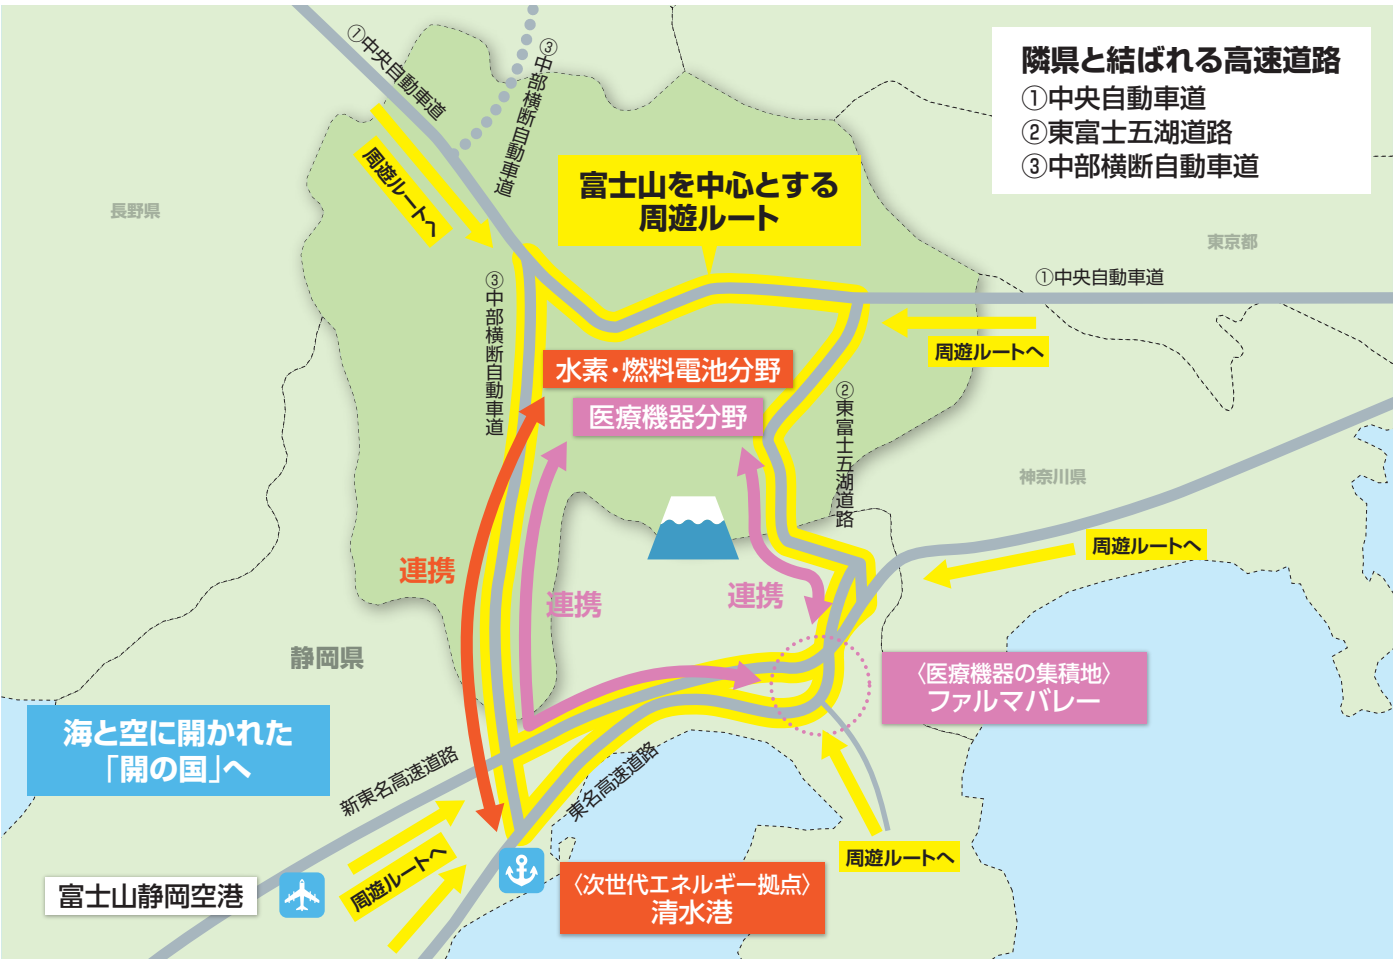 隣県と結ばれる高速道路
①中央自動車道
②東富士五湖道路
③中部横断自動車道
①中央自動車道
③中部横断自動車道
周遊ルートへ
富士山を中心とする
周遊ルート
長野県
東京都
①中央自動車道
③中部横断自動車道
周遊ルートへ
水素・燃料電池分野
医療機器分野
②東富士五湖道路
神奈川県
周遊ルートへ
連携
連携
連携
静岡県
〈医療機器の集積地〉
ファルマバレー
海と空に開かれた
「開の国」へ
新東名高速道路
東名高速道路
周遊ルートへ
周遊ルートへ
富士山静岡空港
〈次世代エネルギー拠点〉
清水港